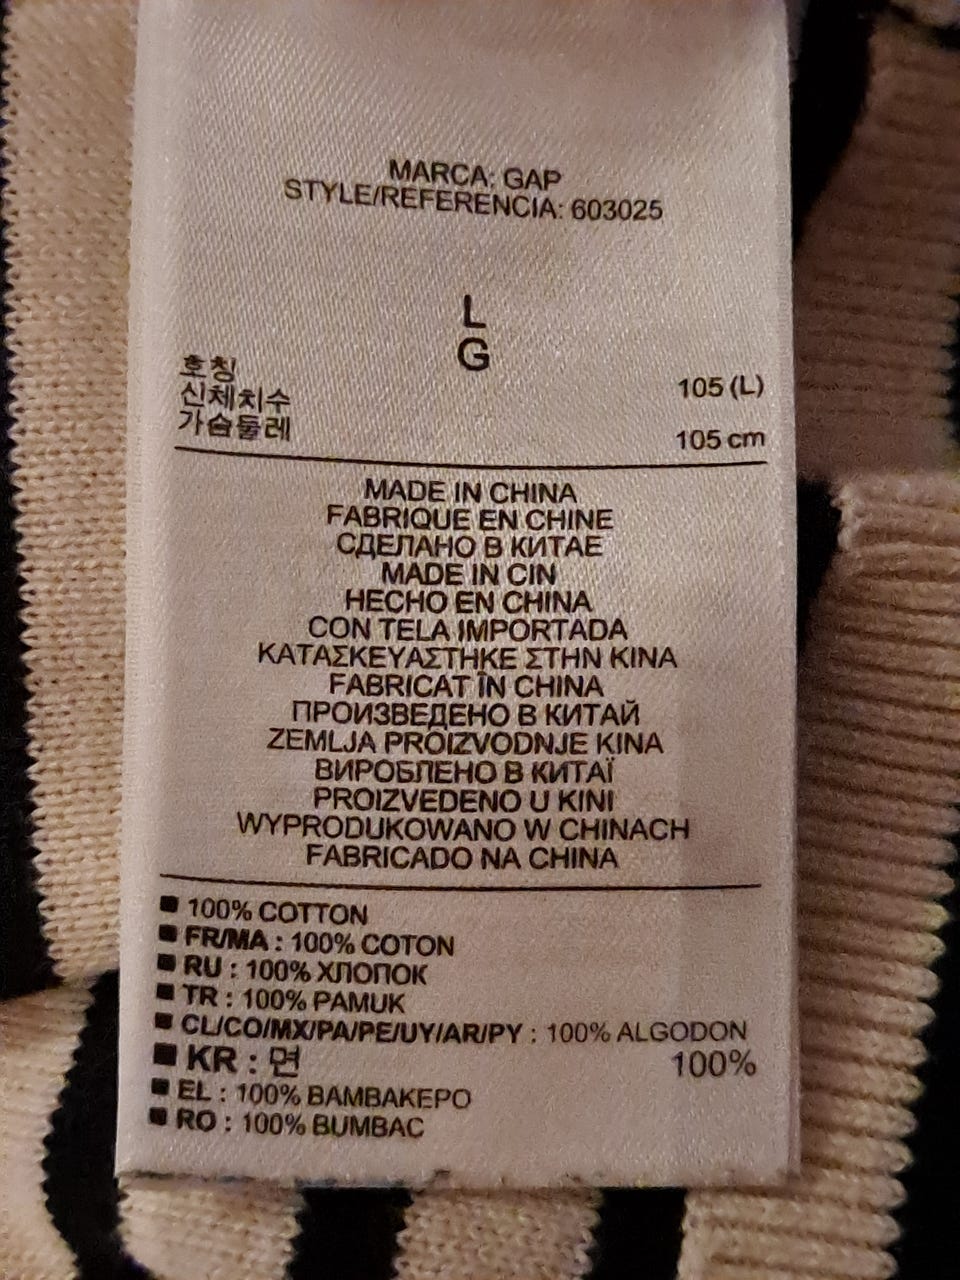 MARCA: GAP
STYLE/REFERENCIA: 603025
L
G
호칭
신체치수 105 (L)
가슴둘레 105 cm
MADE IN CHINA
FABRIQUE EN CHINE
СДЕЛАНО В КИТАЕ
MADE IN CIN
HECHO EN CHINA
CON TELA IMPORTADA
ΚΑΤΑΣΚΕΥΑΣΤΗΚΕ ΣΤΗΝ ΚΙΝΑ
FABRICAT ÎN CHINA
ПРОИЗВЕДЕНО В КИТАЙ
ZEMLJA PROIZVODNJE KINA
ВИРОБЛЕНО В КИТАЇ
PROIZVEDENO U KINI
WYPRODUKOWANO W CHINACH
FABRICADO NA CHINA
■ 100% COTTON
■ FR/MA : 100% COTON
■ RU : 100% ХЛОПОК
■ TR : 100% PAMUK
■ CL/CO/MX/PA/PE/UY/AR/PY : 100% ALGODON
■ KR : 면 100%
■ EL : 100% ΒΑΜΒΑΚΕΡΟ
■ RO : 100% BUMBAC